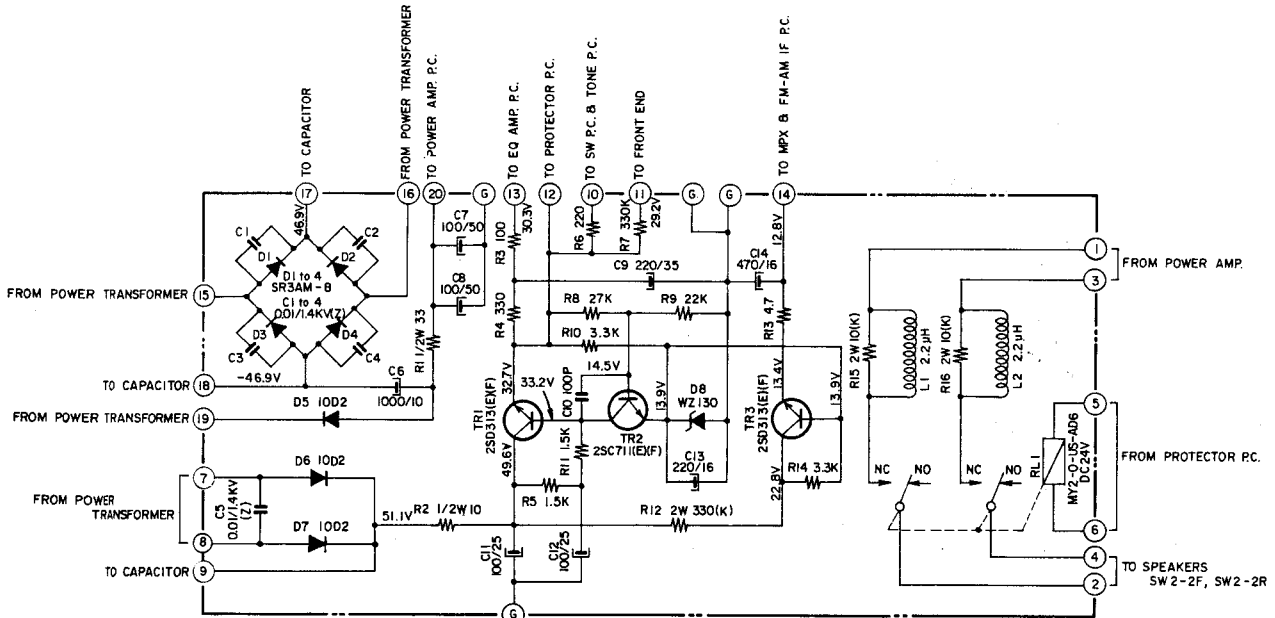 TO CAPACITOR
FROM POWER TRANSFORMER
TO POWER AMP. P.C.
TO EQ AMP. P.C.
TO PROTECTOR P.C.
TO SW P.C. & TONE P.C.
TO FRONT END
TO MPX & FM-AM IF P.C.
17
16
20
G
13
12
10
11
G
G
14
46.9V
C7
100/50
C8
100/50
R3 100
30.3V
R6 220
R7 330K
29.2V
12.8V
C1
C2
D1
D2
D1 to 4
SR3AM-8
C1 to 4
0.01/1.4KV(Z)
D3
D4
C3
C4
FROM POWER TRANSFORMER
15
C9 220/35
C14
470/16
R8 27K
R9 22K
R4 330
R10 3.3K
R13 4.7
R1 1/2W 33
1
3
FROM POWER AMP.
R15 2W 10(K)
L1 2.2μH
R16 2W 10(K)
L2 2.2μH
-46.9V
TO CAPACITOR
18
C6
1000/10
FROM POWER TRANSFORMER
19
D5 10D2
32.7V
33.2V
14.5V
C10 100P
13.9V
D8
WZ130
13.4V
13.9V
TR1
2SD313(E)(F)
TR2
2SC711(E)(F)
TR3
2SD313(E)(F)
49.6V
R11 1.5K
C13
220/16
R14 3.3K
22.8V
R5 1.5K
7
D6 10D2
FROM POWER
TRANSFORMER
C5
0.01/1.4KV
(Z)
8
D7 10D2
51.1V
R2 1/2W 10
R12 2W 330(K)
TO CAPACITOR
9
C11
100/25
C12
100/25
G
NC
NO
NC
NO
RL1
MY2-0-US-AD6
DC24V
5
FROM PROTECTOR P.C.
6
4
TO SPEAKERS
SW2-2F, SW2-2R
2